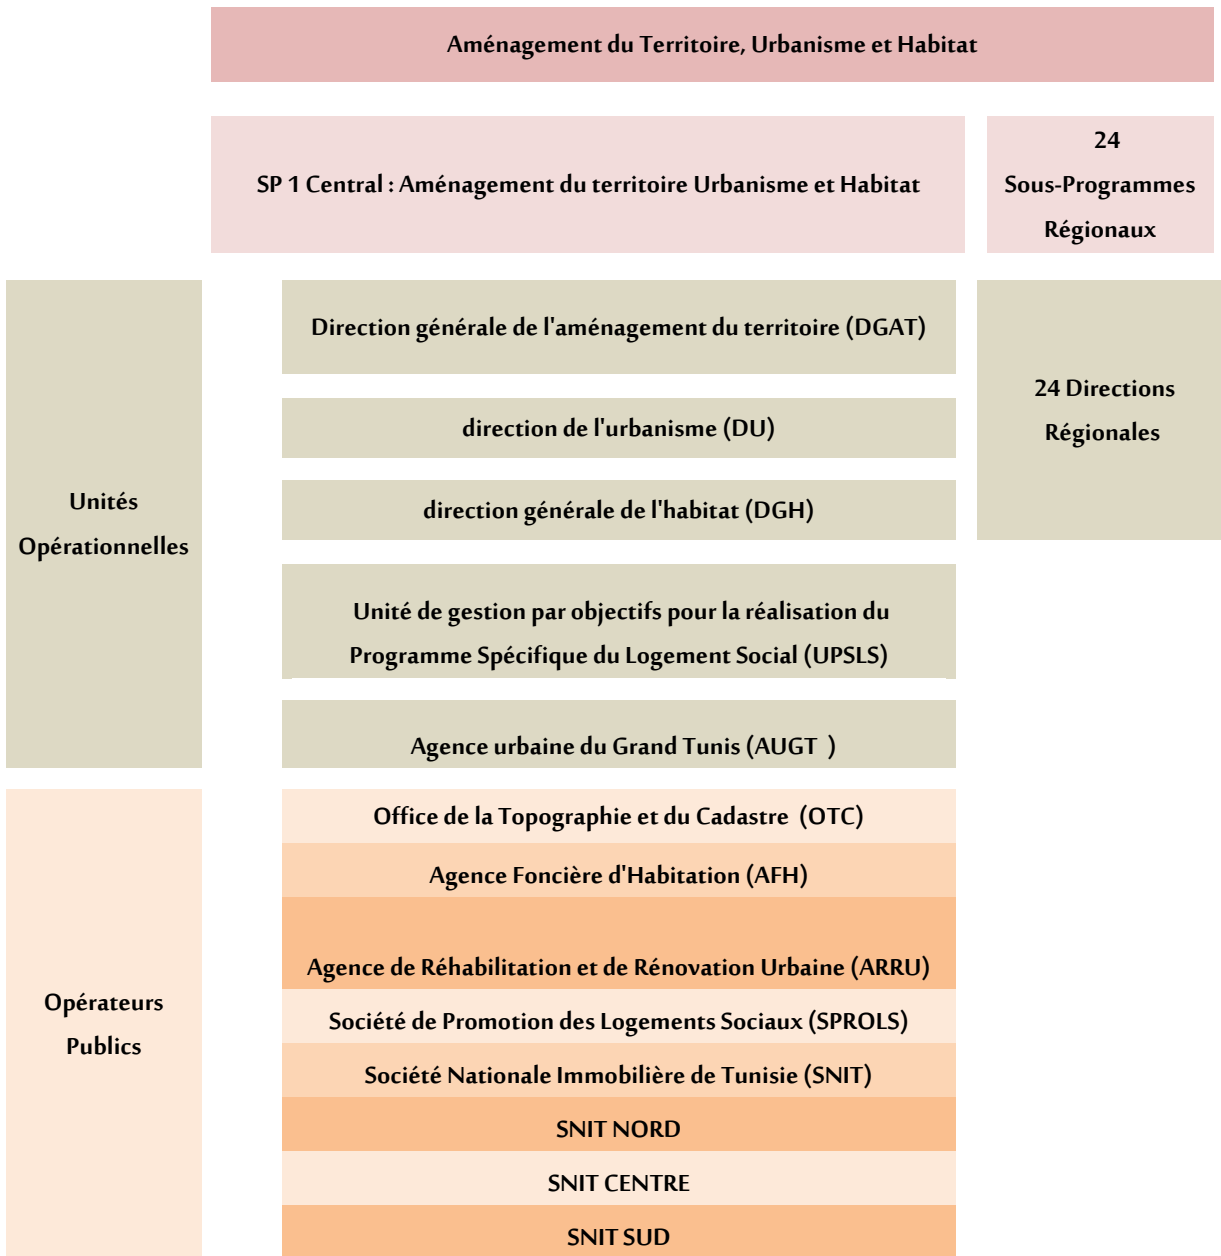 Aménagement du Territoire, Urbanisme et Habitat
SP 1 Central : Aménagement du territoire Urbanisme et Habitat
24
Sous-Programmes
Régionaux
Unités
Opérationnelles
Direction générale de l'aménagement du territoire (DGAT)
direction de l'urbanisme (DU)
direction générale de l'habitat (DGH)
Unité de gestion par objectifs pour la réalisation du
Programme Spécifique du Logement Social (UPSLS)
Agence urbaine du Grand Tunis (AUGT )
24 Directions
Régionales
Opérateurs
Publics
Office de la Topographie et du Cadastre (OTC)
Agence Foncière d'Habitation (AFH)
Agence de Réhabilitation et de Rénovation Urbaine (ARRU)
Société de Promotion des Logements Sociaux (SPROLS)
Société Nationale Immobilière de Tunisie (SNIT)
SNIT NORD
SNIT CENTRE
SNIT SUD